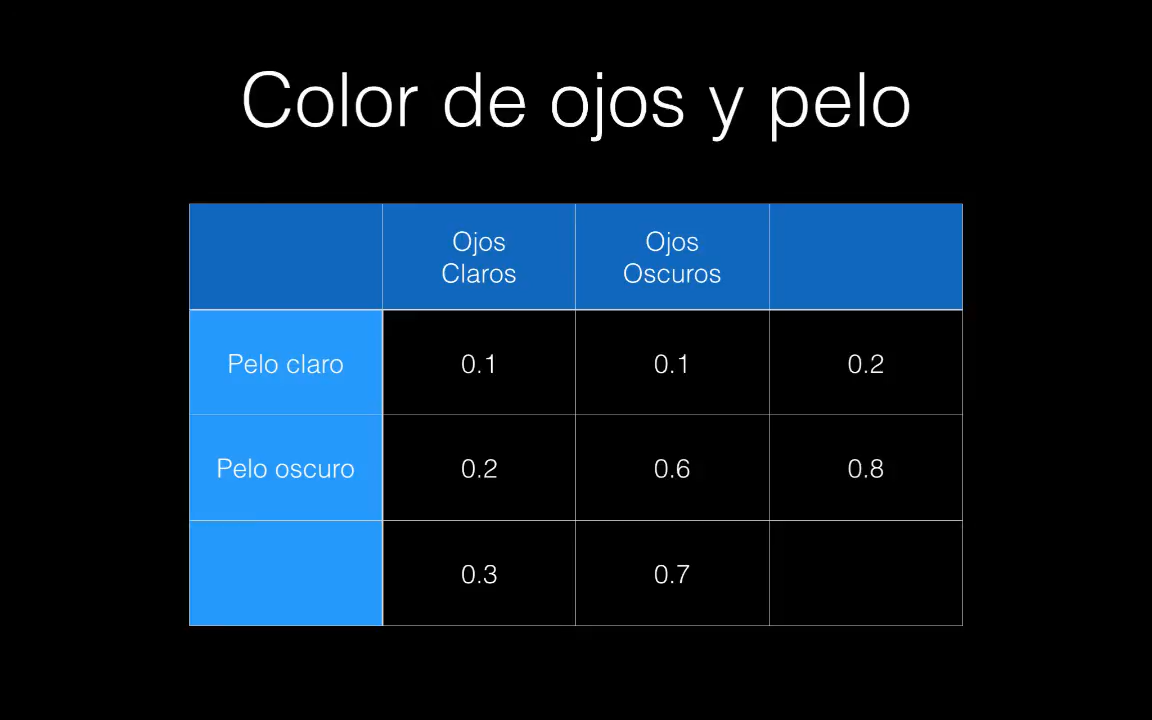 Color de ojos y pelo
Ojos
Claros
Ojos
Oscuros
Pelo claro
0.1
0.1
0.2
Pelo oscuro
0.2
0.6
0.8
0.3
0.7